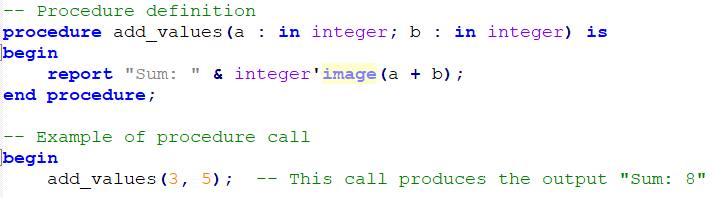 -- Procedure definition
procedure add_values(a : in integer; b : in integer) is
begin
    report "Sum: " & integer'image(a + b);
end procedure;

-- Example of procedure call
begin
    add_values(3, 5);  -- This call produces the output "Sum: 8"